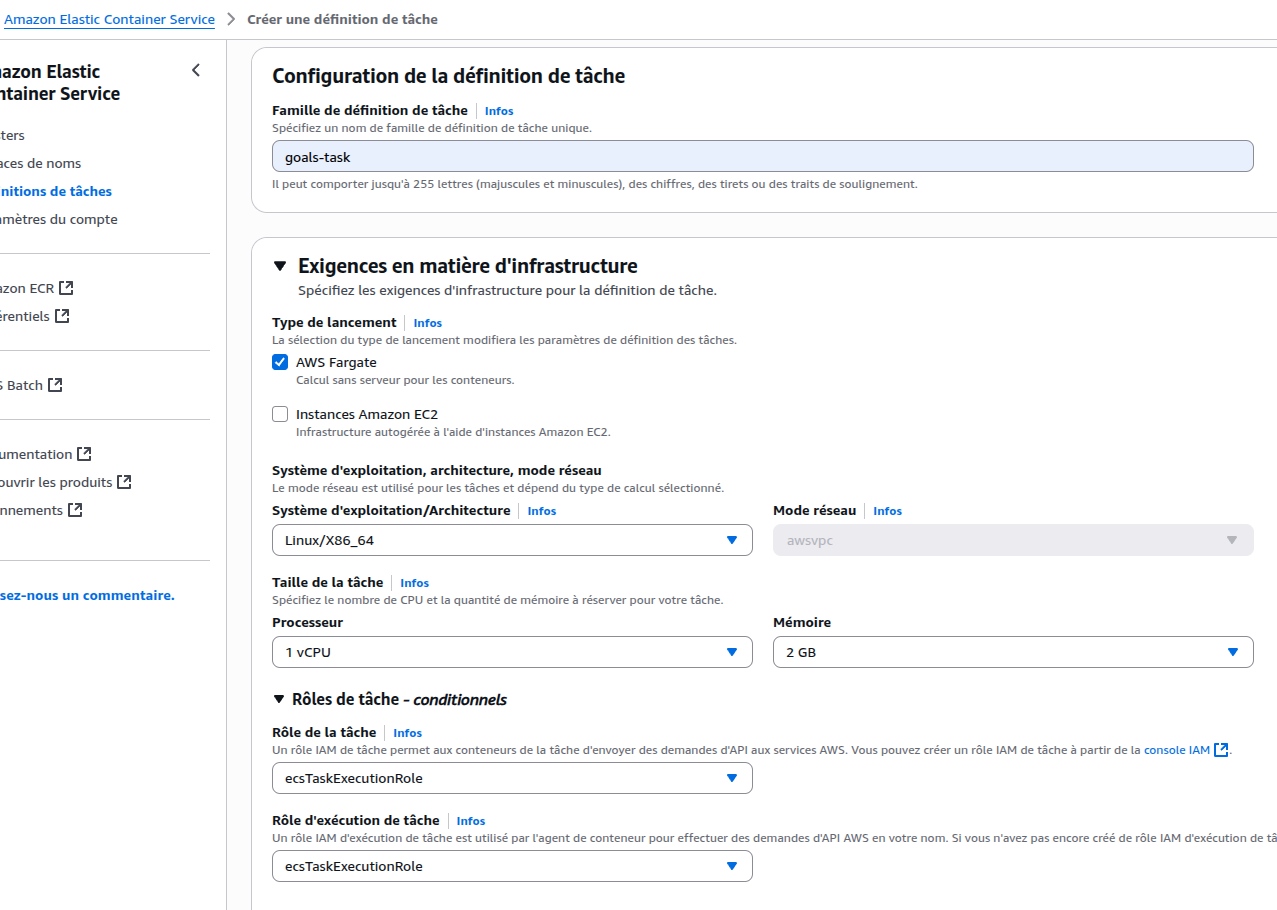 Amazon Elastic Container Service > Créer une définition de tâche
azon Elastic
ntainer Service
ters
aces de noms
nitions de tâches
mètres du compte
zon ECR
érentiels
S Batch
umentation
ouvrir les produits
nnements
sez-nous un commentaire.
Configuration de la définition de tâche
Famille de définition de tâche | Infos
Spécifiez un nom de famille de définition de tâche unique.
goals-task
Il peut comporter jusqu'à 255 lettres (majuscules et minuscules), des chiffres, des tirets ou des traits de soulignement.
Exigences en matière d'infrastructure
Spécifiez les exigences d'infrastructure pour la définition de tâche.
Type de lancement | Infos
La sélection du type de lancement modifiera les paramètres de définition des tâches.
AWS Fargate
Calcul sans serveur pour les conteneurs.
Instances Amazon EC2
Infrastructure autogérée à l'aide d'instances Amazon EC2.
Système d'exploitation, architecture, mode réseau
Le mode réseau est utilisé pour les tâches et dépend du type de calcul sélectionné.
Système d'exploitation/Architecture | Infos
Linux/X86_64
Mode réseau | Infos
awsvpc
Taille de la tâche | Infos
Spécifiez le nombre de CPU et la quantité de mémoire à réserver pour votre tâche.
Processeur
1 vCPU
Mémoire
2 GB
Rôles de tâche - conditionnels
Rôle de la tâche | Infos
Un rôle IAM de tâche permet aux conteneurs de la tâche d'envoyer des demandes d'API aux services AWS. Vous pouvez créer un rôle IAM de tâche à partir de la console IAM.
ecsTaskExecutionRole
Rôle d'exécution de tâche | Infos
Un rôle IAM d'exécution de tâche est utilisé par l'agent de conteneur pour effectuer des demandes d'API AWS en votre nom. Si vous n'avez pas encore créé de rôle IAM d'exécution de tâ
ecsTaskExecutionRole